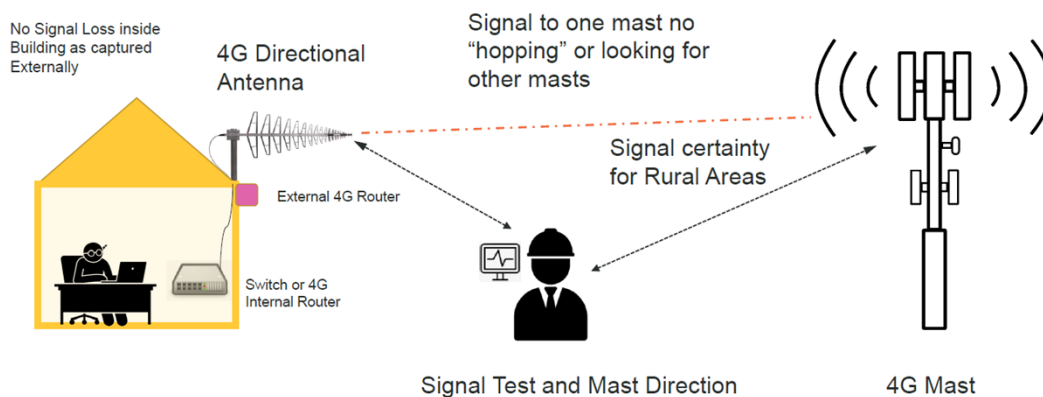 No Signal Loss inside
Building as captured
Externally
4G Directional
Antenna
Signal to one mast no
“hopping” or looking for
other masts
Signal certainty
for Rural Areas
External 4G Router
Switch or 4G
Internal Router
Signal Test and Mast Direction
4G Mast